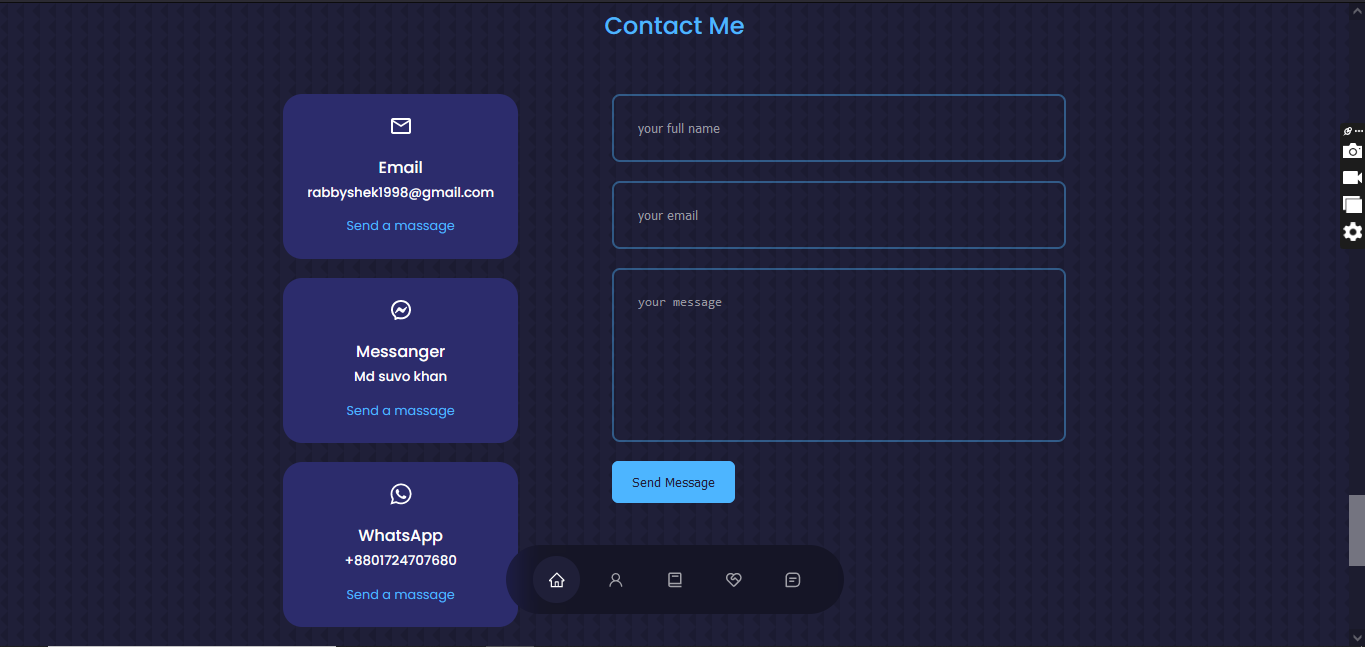 Contact Me
Email
rabbyshek1998@gmail.com
Send a massage
Messanger
Md suvo khan
Send a massage
WhatsApp
+8801724707680
Send a massage
your full name
your email
your message
Send Message